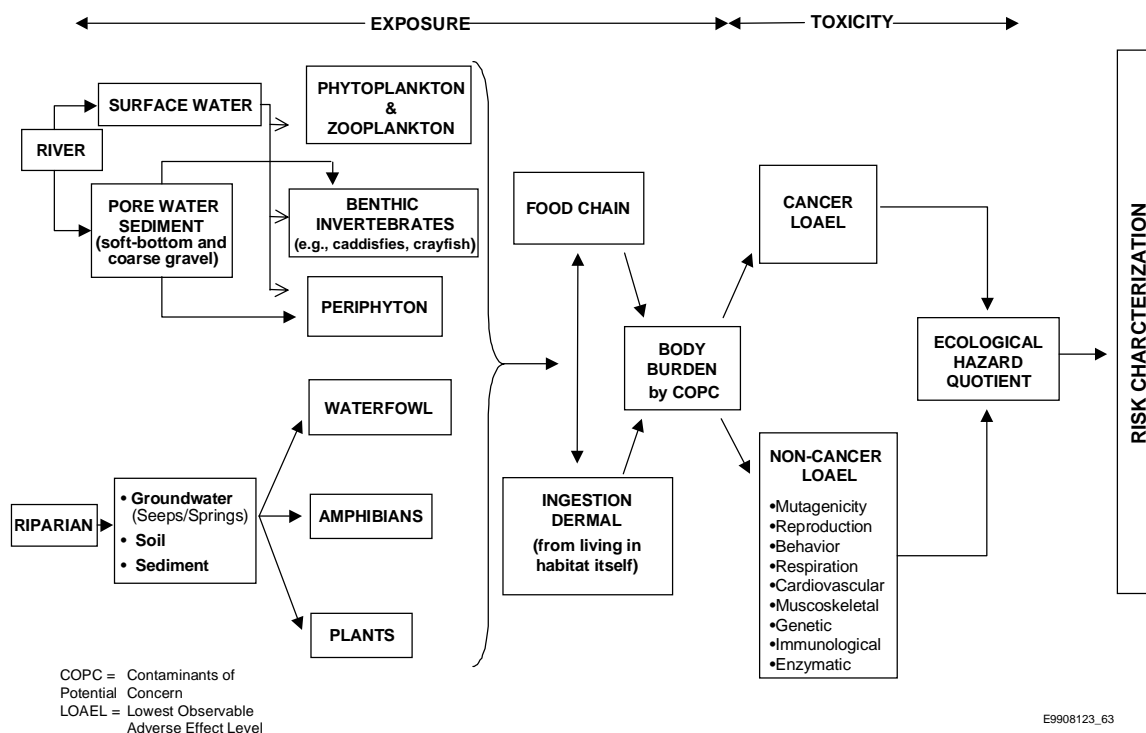 EXPOSURE
TOXICITY
RIVER
SURFACE WATER
PORE WATER
SEDIMENT
(soft-bottom and
coarse gravel)
PHYTOPLANKTON
&
ZOOPLANKTON
BENTHIC
INVERTEBRATES
(e.g., caddisfies, crayfish)
PERIPHYTON
RIPARIAN
• Groundwater
(Seeps/Springs)
• Soil
• Sediment
WATERFOWL
AMPHIBIANS
PLANTS
FOOD CHAIN
INGESTION
DERMAL
(from living in
habitat itself)
BODY
BURDEN
by COPC
CANCER
LOAEL
NON-CANCER
LOAEL
•Mutagenicity
•Reproduction
•Behavior
•Respiration
•Cardiovascular
•Muscoskeletal
•Genetic
•Immunological
•Enzymatic
ECOLOGICAL
HAZARD
QUOTIENT
RISK CHARCTERIZATION
COPC = Contaminants of
Potential Concern
LOAEL = Lowest Observable
Adverse Effect Level
E9908123_63